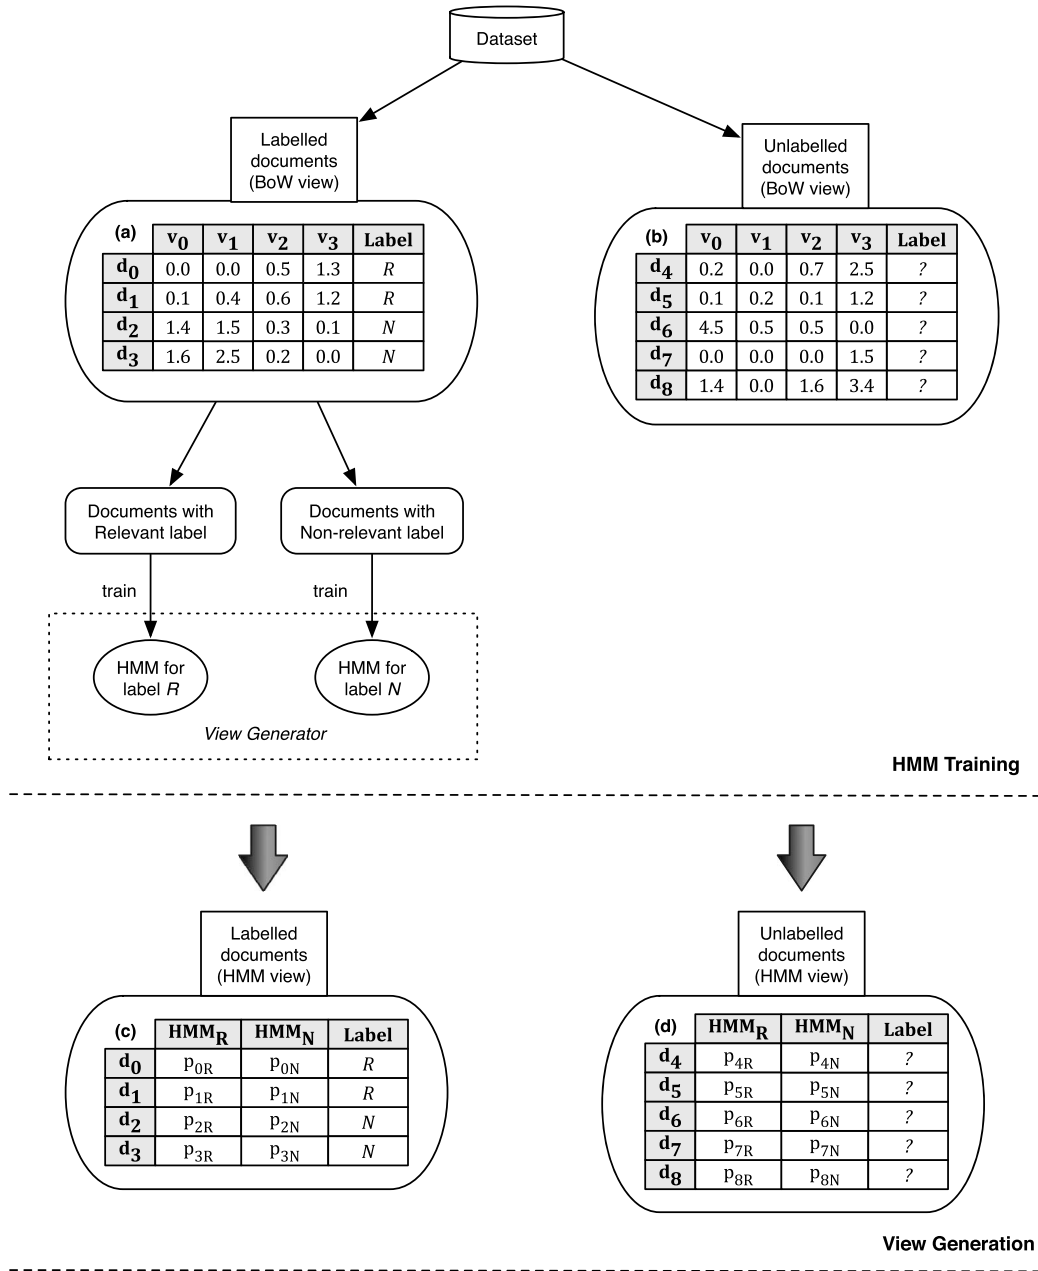 Dataset
Labelled
documents
(BoW view)
Unlabelled
documents
(BoW view)
(a) v0 v1 v2 v3 Label
d0 0.0 0.0 0.5 1.3 R
d1 0.1 0.4 0.6 1.2 R
d2 1.4 1.5 0.3 0.1 N
d3 1.6 2.5 0.2 0.0 N
(b) v0 v1 v2 v3 Label
d4 0.2 0.0 0.7 2.5 ?
d5 0.1 0.2 0.1 1.2 ?
d6 4.5 0.5 0.5 0.0 ?
d7 0.0 0.0 0.0 1.5 ?
d8 1.4 0.0 1.6 3.4 ?
Documents with
Relevant label
Documents with
Non-relevant label
train
train
HMM for
label R
HMM for
label N
View Generator
HMM Training
Labelled
documents
(HMM view)
Unlabelled
documents
(HMM view)
(c) HMMR HMMN Label
d0 p0R p0N R
d1 p1R p1N R
d2 p2R p2N N
d3 p3R p3N N
(d) HMMR HMMN Label
d4 p4R p4N ?
d5 p5R p5N ?
d6 p6R p6N ?
d7 p7R p7N ?
d8 p8R p8N ?
View Generation